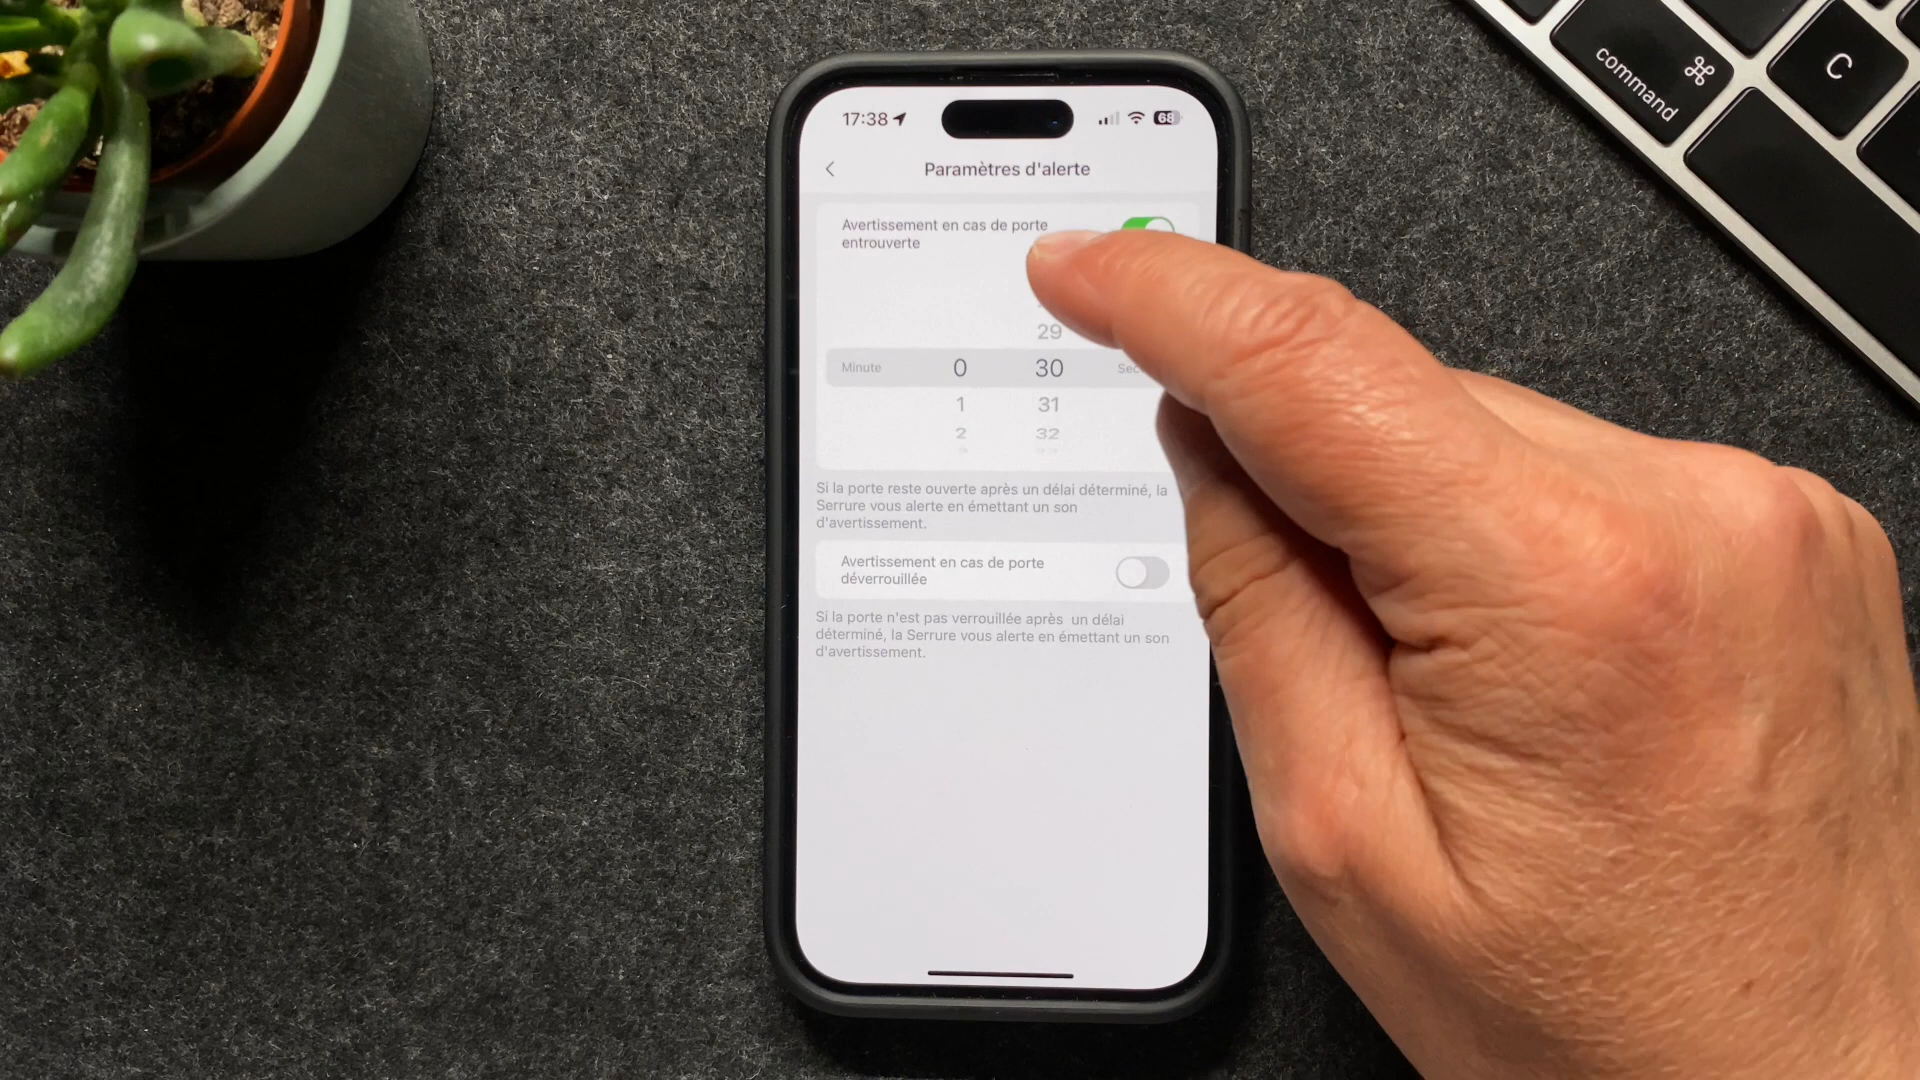 command ⌘
C
17:38
68
Paramètres d'alerte
Avertissement en cas de porte
entrouverte
29
Minute 0 30
1 31
2 32
Si la porte reste ouverte après un délai déterminé, la
Serrure vous alerte en émettant un son
d'avertissement.
Avertissement en cas de porte
déverrouillée
Si la porte n'est pas verrouillée après  un délai
déterminé, la Serrure vous alerte en émettant un son
d'avertissement.